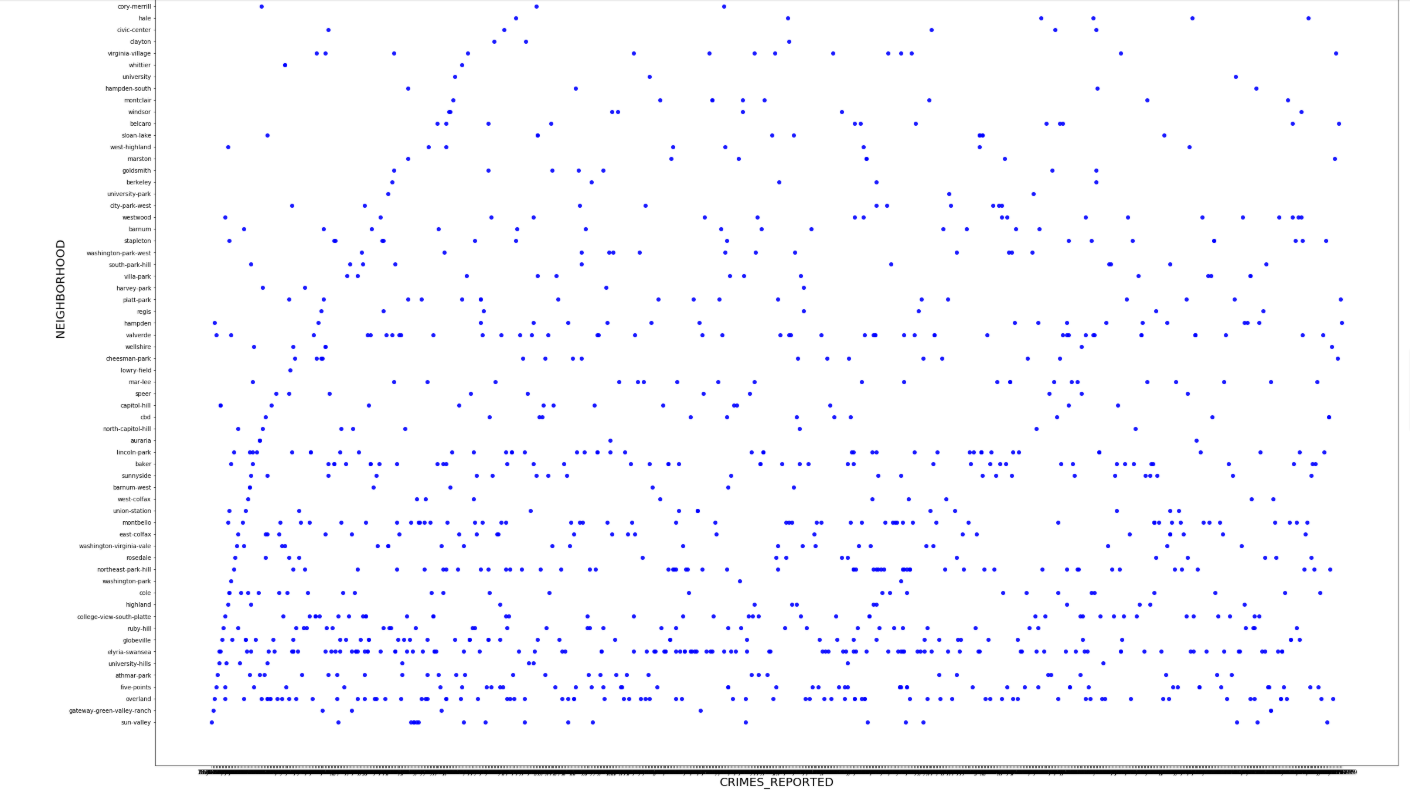 cory-merrill
hale
civic-center
clayton
virginia-village
whittier
university
hampden-south
montclair
windsor
belcaro
sloan-lake
west-highland
marston
goldsmith
berkeley
university-park
city-park-west
westwood
barnum
stapleton
washington-park-west
south-park-hill
villa-park
harvey-park
platt-park
regis
hampden
valverde
wellshire
cheesman-park
lowry-field
mar-lee
speer
capitol-hill
cbd
north-capitol-hill
auraria
lincoln-park
baker
sunnyside
barnum-west
west-colfax
union-station
montbello
east-colfax
washington-virginia-vale
rosedale
northeast-park-hill
washington-park
cole
highland
college-view-south-platte
ruby-hill
globeville
elyria-swansea
university-hills
athmar-park
five-points
overland
gateway-green-valley-ranch
sun-valley
NEIGHBORHOOD
CRIMES_REPORTED